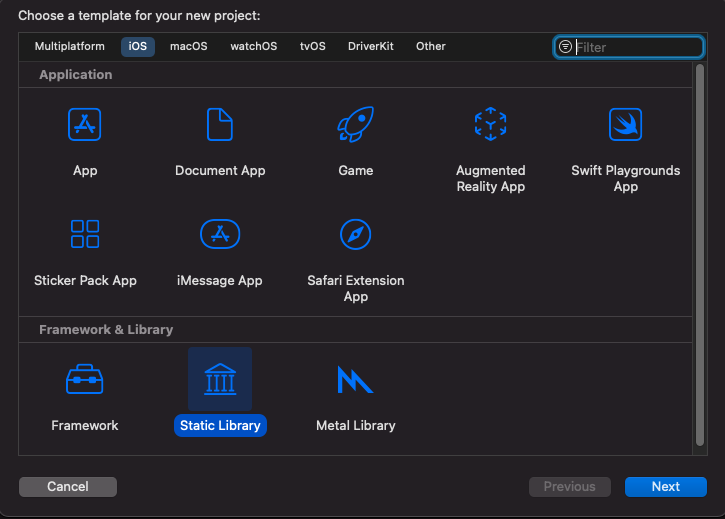 Choose a template for your new project:
Multiplatform iOS macOS watchOS tvOS DriverKit Other Filter
Application
App Document App Game Augmented Reality App Swift Playgrounds App
Sticker Pack App iMessage App Safari Extension App
Framework & Library
Framework Static Library Metal Library
Cancel Previous Next